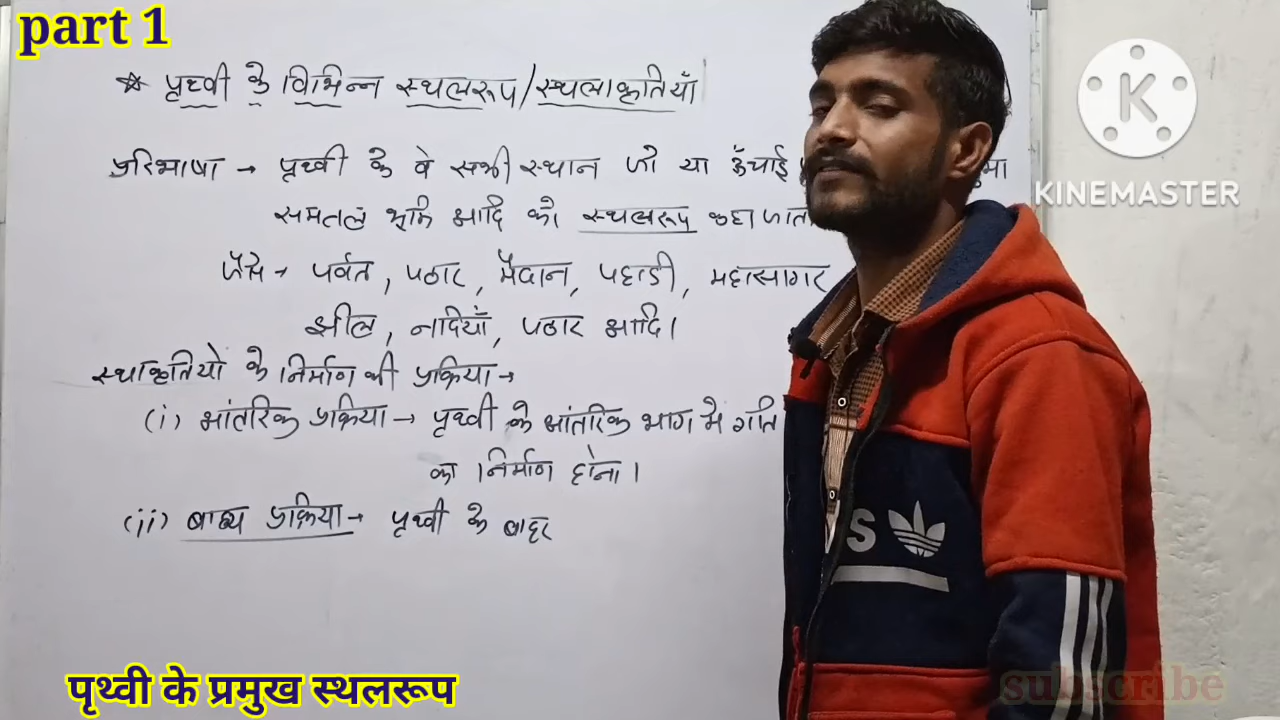 part 1
* पृथ्वी के विभिन्न स्थलरूप/स्थलाकृतियाँ
परिभाषा → पृथ्वी के वे सभी स्थान जो या ऊँचाई
समतल भूमि आदि को स्थलरूप कहा जाता
जैसे → पर्वत, पठार, मैदान, पहाडी, महासागर
झील, नदियाँ, पठार आदि।
स्थाकृतियो के निर्माण की प्रक्रिया →
(i) आंतरिक प्रक्रिया → पृथ्वी के आंतरिक भाग मे गति
का निर्माण होना।
(ii) बाह्य प्रक्रिया → पृथ्वी के बाहर
पृथ्वी के प्रमुख स्थलरूप
K
KINEMASTER
subscribe